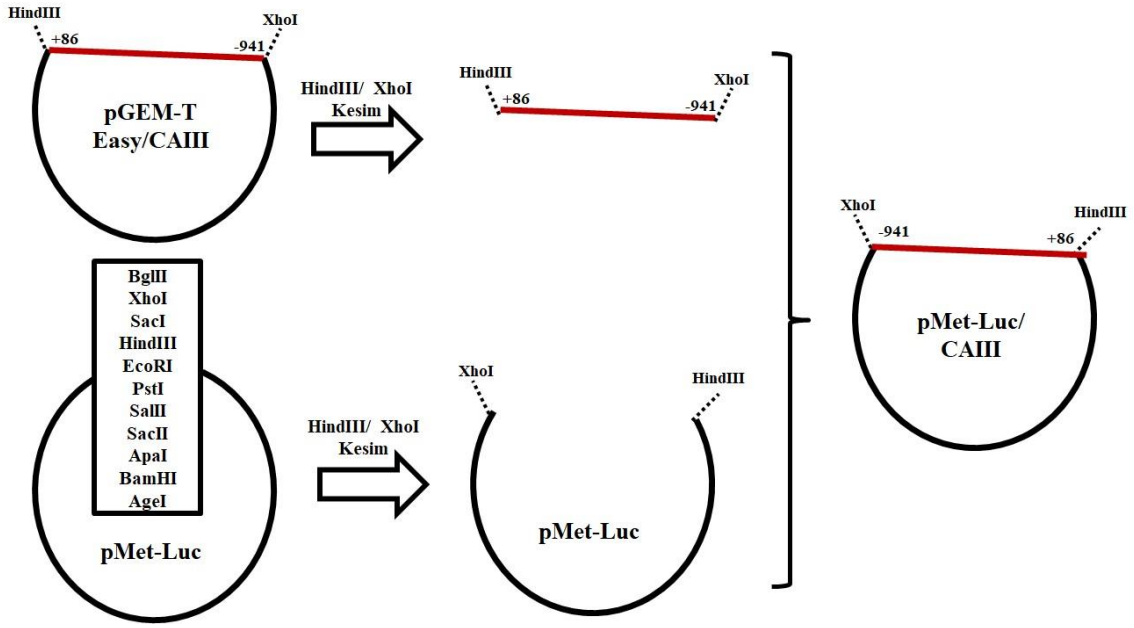 HindIII
+86
-941
XhoI
pGEM-T
Easy/CAIII
HindIII/ XhoI
Kesim
HindIII
+86
-941
XhoI
BglII
XhoI
SacI
HindIII
EcoRI
PstI
SalII
SacII
ApaI
BamHI
AgeI
pMet-Luc
HindIII/ XhoI
Kesim
XhoI
HindIII
pMet-Luc
XhoI
-941
+86
HindIII
pMet-Luc/
CAIII